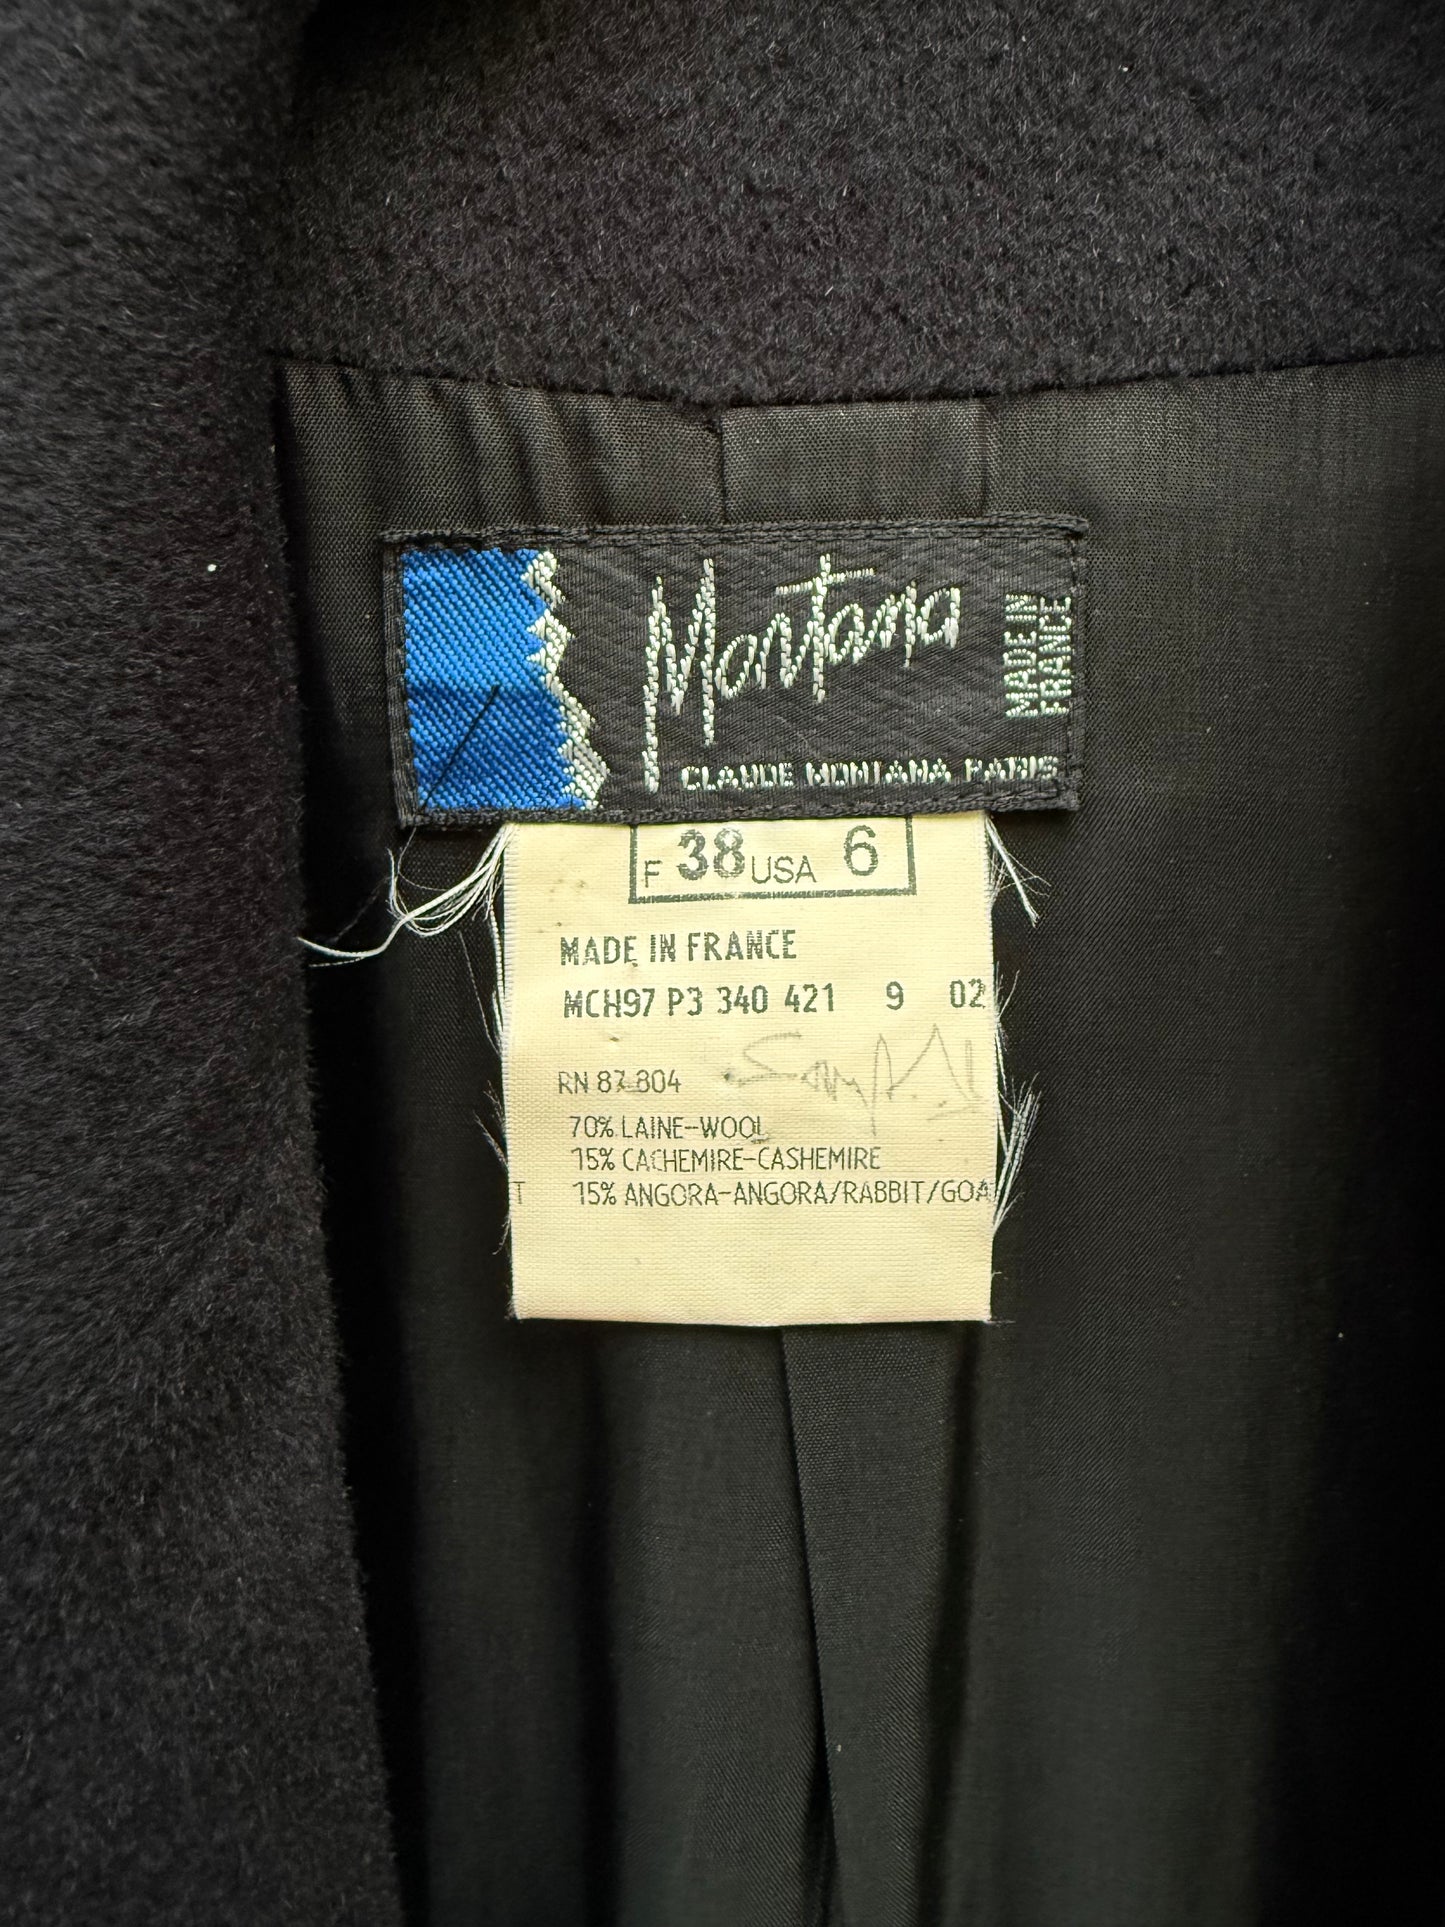 Montana
MADE IN
FRANCE
CLAUDE MONTANA PARIS
F 38 USA 6
MADE IN FRANCE
MCH97 P3 340 421 9 02
RN 87 804
70% LAINE-WOOL
15% CACHEMIRE-CASHEMIRE
T 15% ANGORA-ANGORA/RABBIT/GOA